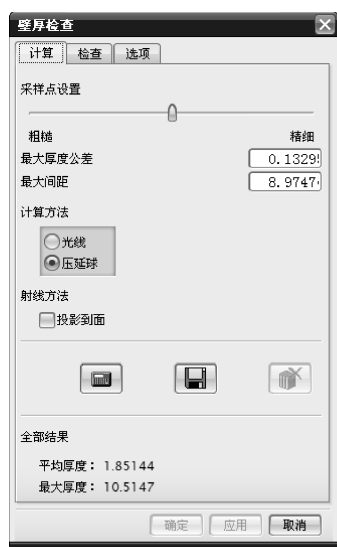 壁厚检查
计算 检查 选项
采样点设置
粗糙 精细
最大厚度公差 0.1329
最大间距 8.9747
计算方法
光线
压延球
射线方法
投影到面
全部结果
平均厚度：1.85144
最大厚度：10.5147
确定 应用 取消